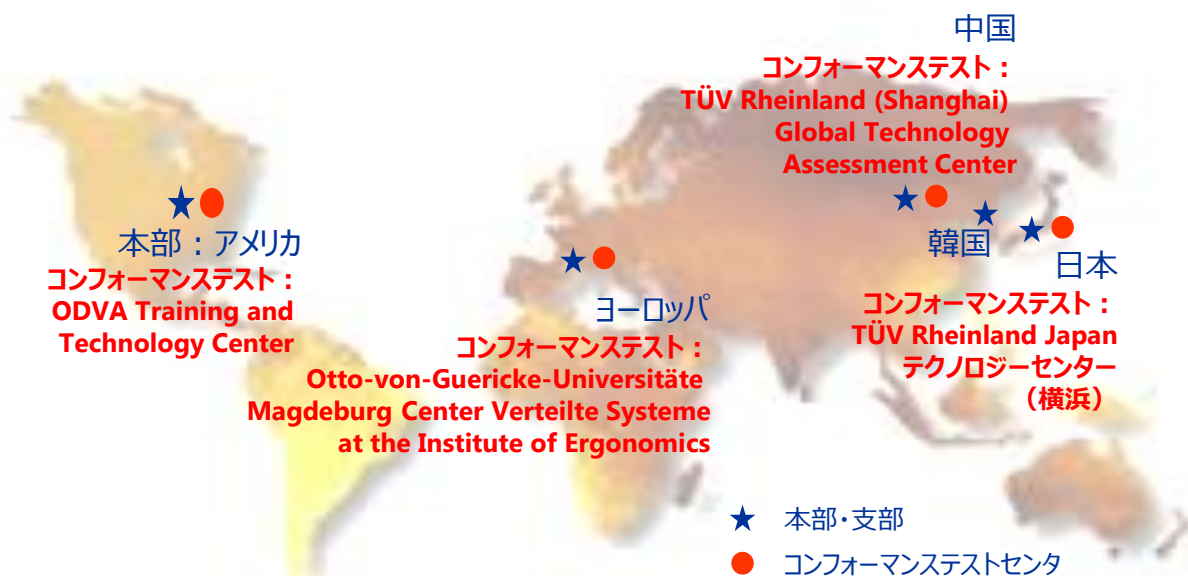 中国
コンフォーマンステスト：
TÜV Rheinland (Shanghai)
Global Technology
Assessment Center
本部：アメリカ
コンフォーマンステスト：
ODVA Training and
Technology Center
ヨーロッパ
コンフォーマンステスト：
Otto-von-Guericke-Universitäte
Magdeburg Center Verteilte Systeme
at the Institute of Ergonomics
韓国
日本
コンフォーマンステスト：
TÜV Rheinland Japan
テクノロジーセンター
（横浜）
★ 本部・支部
● コンフォーマンステストセンタ